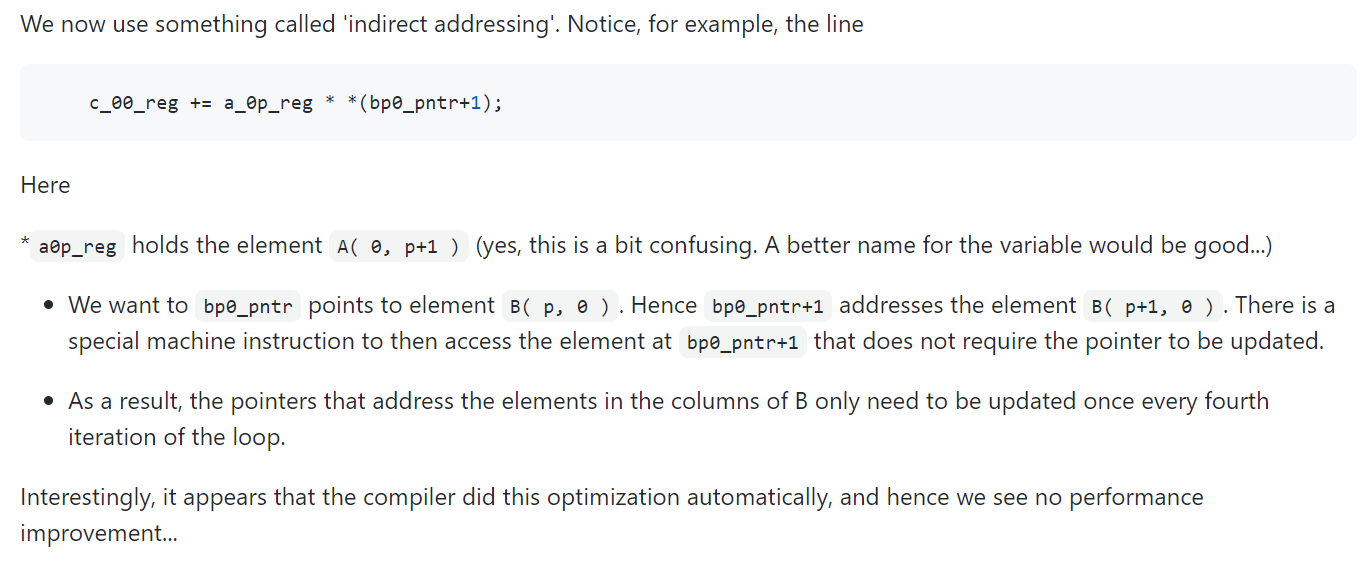 We now use something called 'indirect addressing'. Notice, for example, the line
c_00_reg += a_0p_reg * *(bp0_pntr+1);
Here
* a0p_reg holds the element A( 0, p+1 ) (yes, this is a bit confusing. A better name for the variable would be good...)
• We want to bp0_pntr points to element B( p, 0 ). Hence bp0_pntr+1 addresses the element B( p+1, 0 ). There is a
special machine instruction to then access the element at bp0_pntr+1 that does not require the pointer to be updated.
• As a result, the pointers that address the elements in the columns of B only need to be updated once every fourth
iteration of the loop.
Interestingly, it appears that the compiler did this optimization automatically, and hence we see no performance
improvement...